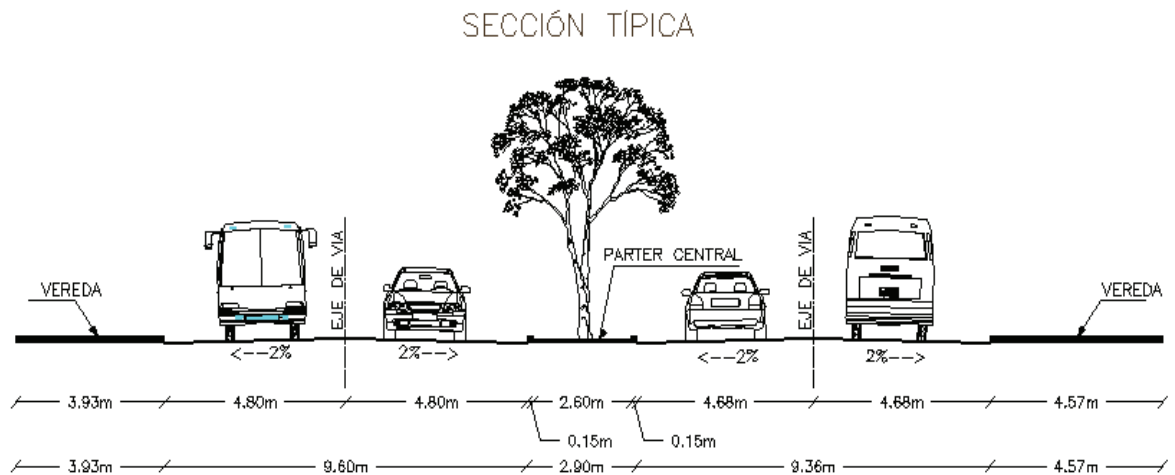 SECCIÓN TÍPICA
EJE DE VIA
EJE DE VIA
PARTER CENTRAL
VEREDA
VEREDA
<--2%
2%-->
<--2%
2%-->
3.93m 4.80m 4.80m 2.60m 4.68m 4.68m 4.57m
0.15m 0.15m
3.93m 9.60m 2.90m 9.36m 4.57m